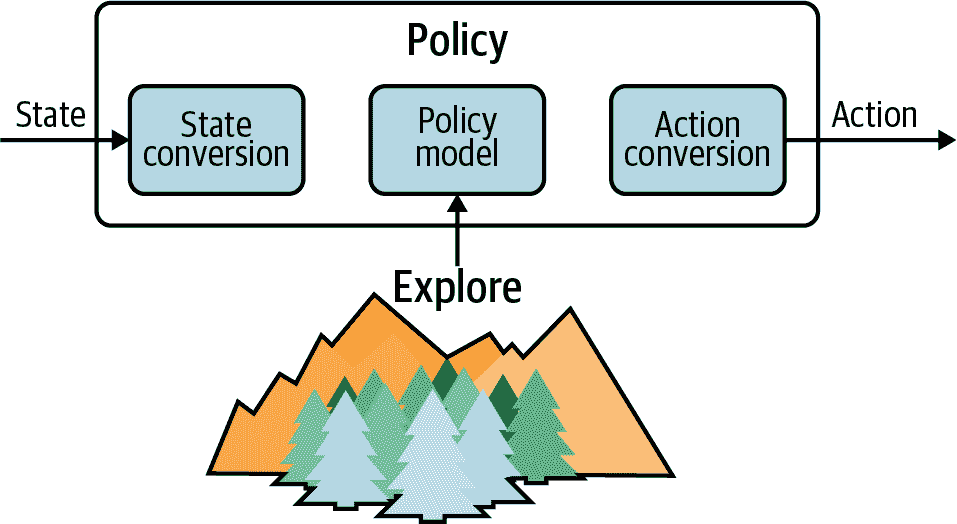 Policy
State
State
conversion
Policy
model
Action
conversion
Action
Explore